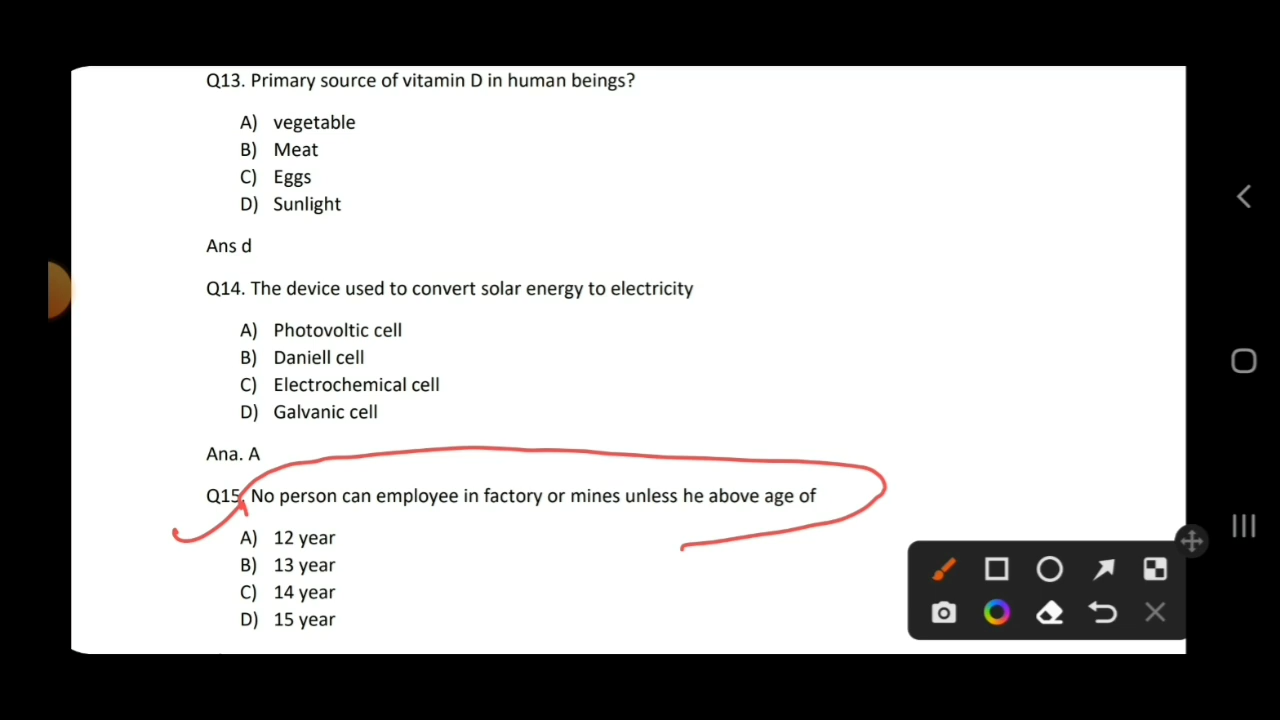 Q13. Primary source of vitamin D in human beings?
A) vegetable
B) Meat
C) Eggs
D) Sunlight
Ans d
Q14. The device used to convert solar energy to electricity
A) Photovoltic cell
B) Daniell cell
C) Electrochemical cell
D) Galvanic cell
Ana. A
Q15. No person can employee in factory or mines unless he above age of
A) 12 year
B) 13 year
C) 14 year
D) 15 year